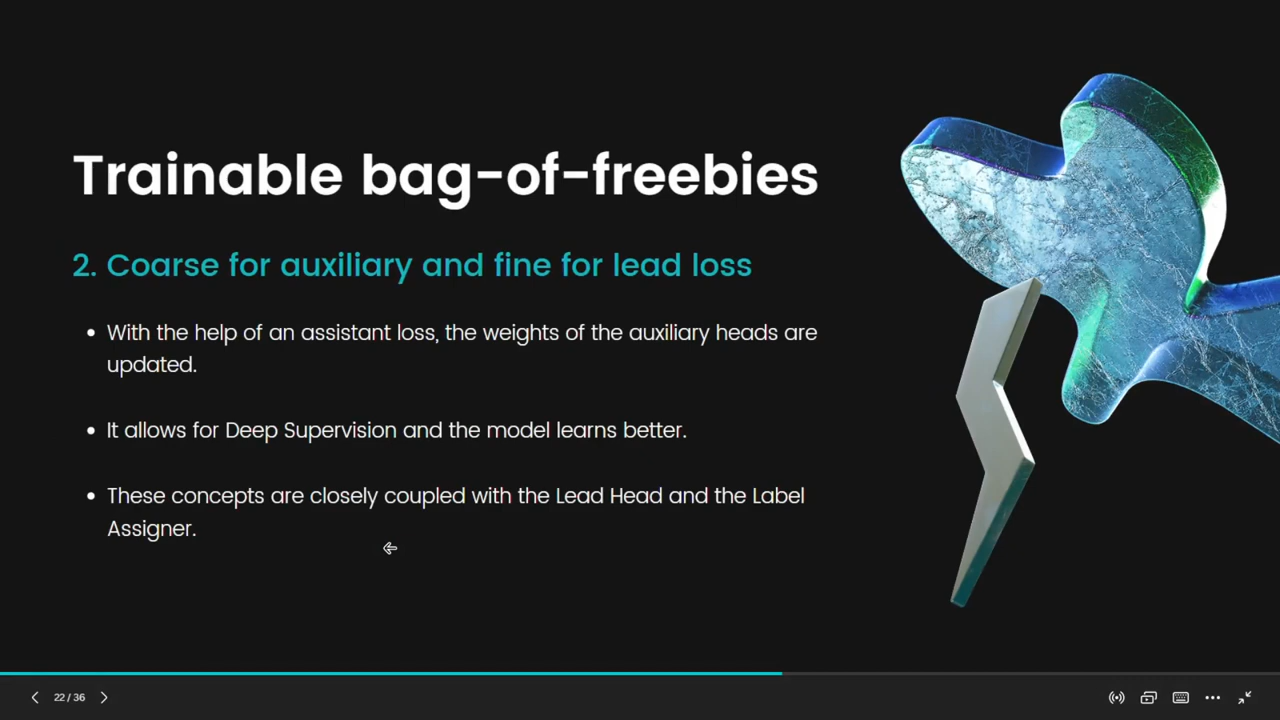 Trainable bag-of-freebies
2. Coarse for auxiliary and fine for lead loss
• With the help of an assistant loss, the weights of the auxiliary heads are
updated.
• It allows for Deep Supervision and the model learns better.
• These concepts are closely coupled with the Lead Head and the Label
Assigner.
22 / 36